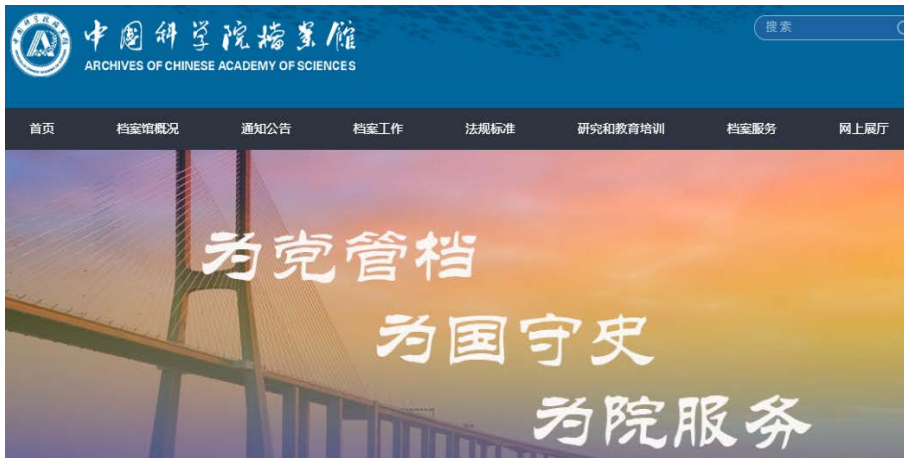 中国科学院档案馆
ARCHIVES OF CHINESE ACADEMY OF SCIENCES
搜索
首页 档案馆概况 通知公告 档案工作 法规标准 研究和教育培训 档案服务 网上展厅
为党管档
为国守史
为院服务